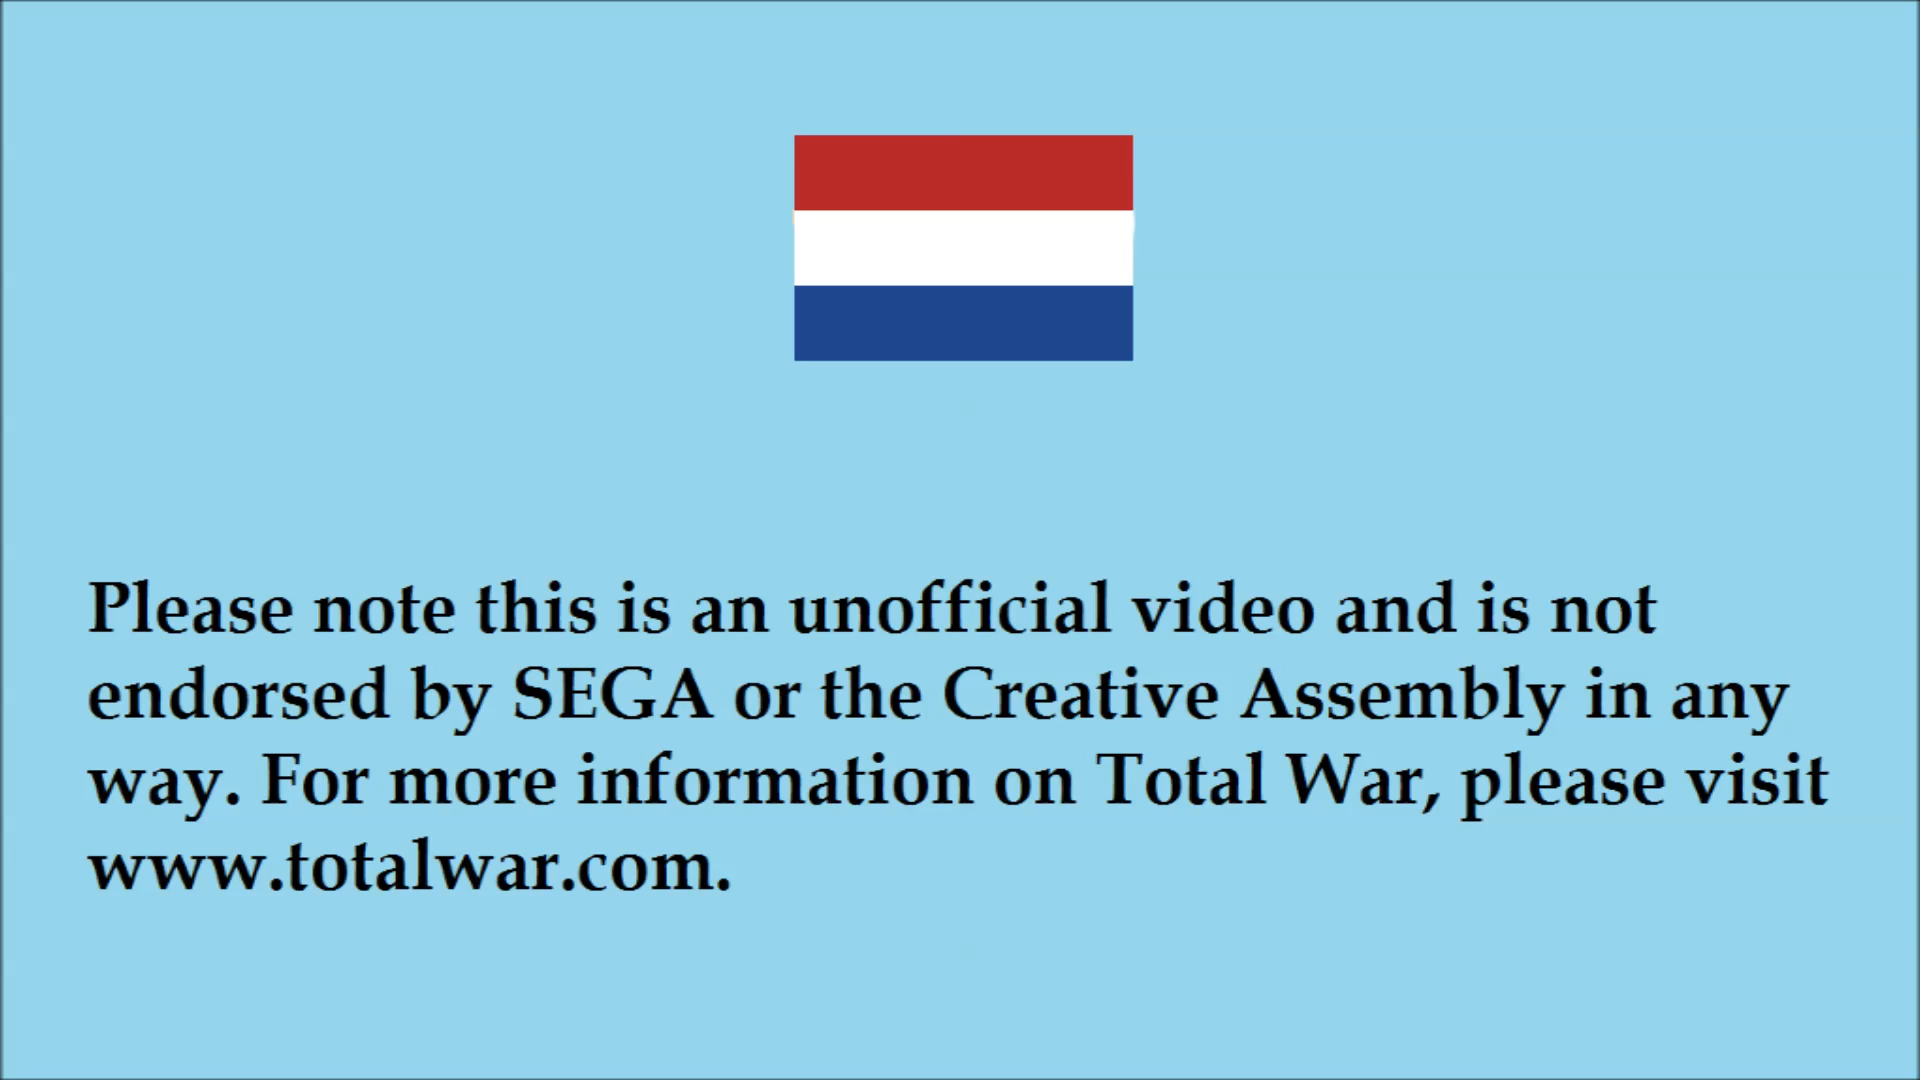 Please note this is an unofficial video and is not
endorsed by SEGA or the Creative Assembly in any
way. For more information on Total War, please visit
www.totalwar.com.